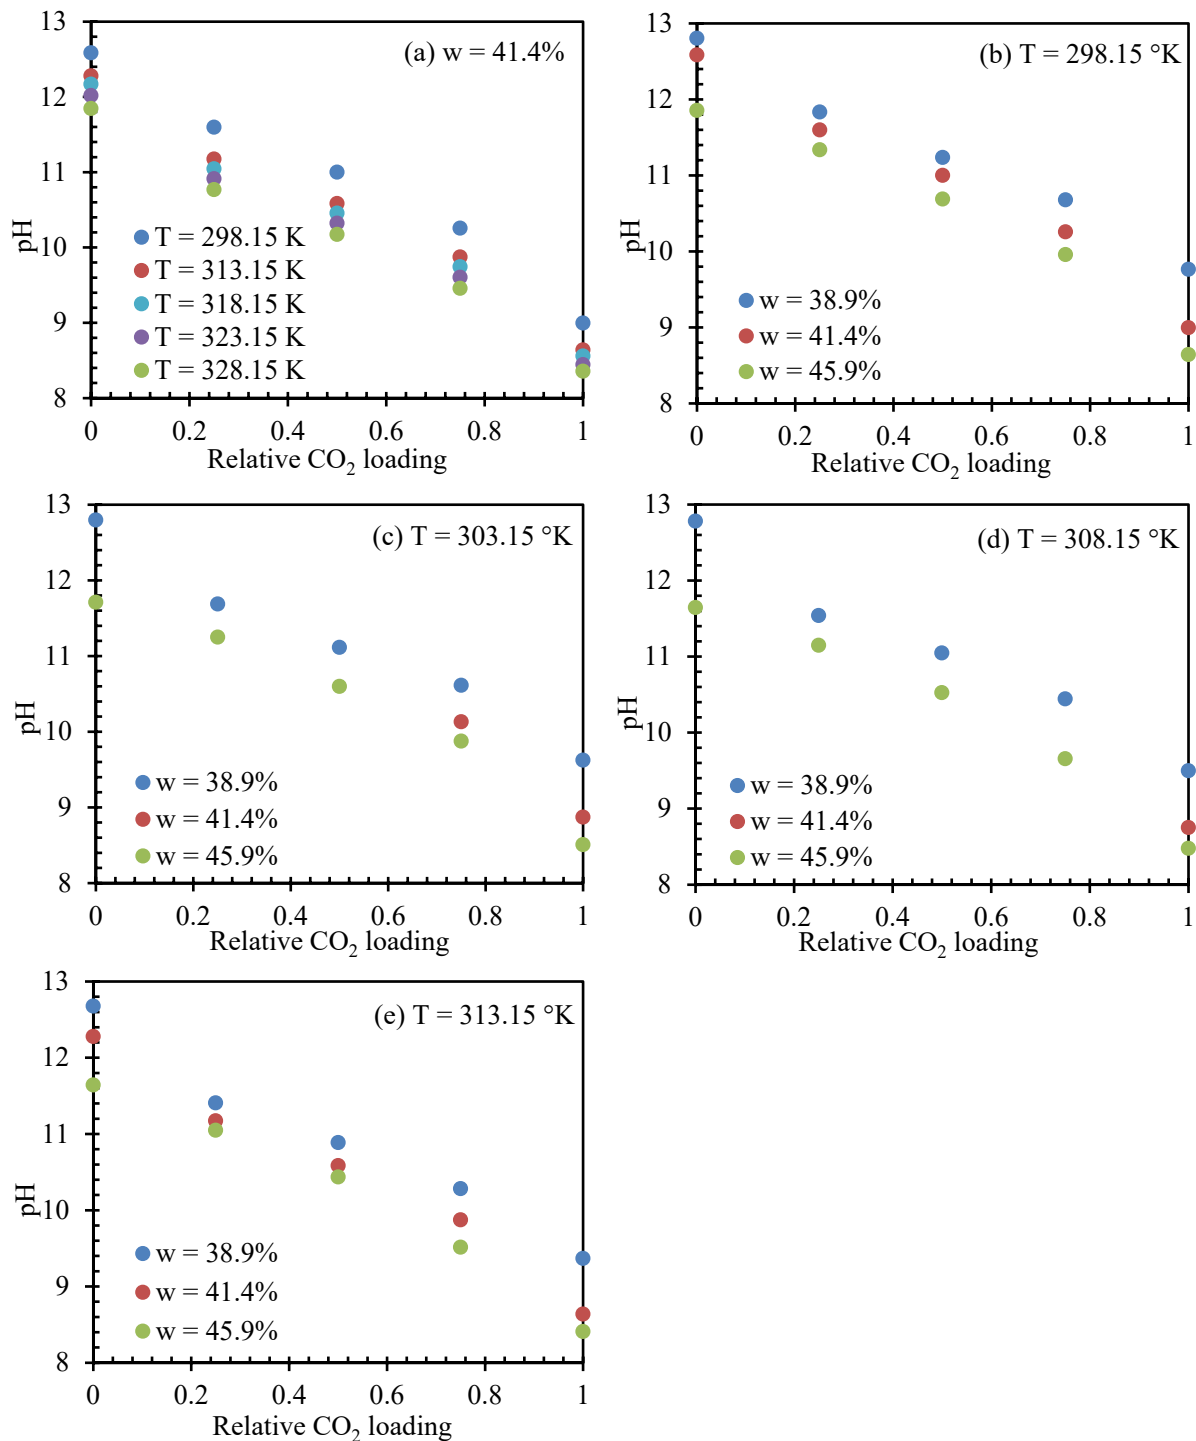 (a) w = 41.4%
13
12
11
10
9
8
pH
T = 298.15 K
T = 313.15 K
T = 318.15 K
T = 323.15 K
T = 328.15 K
0 0.2 0.4 0.6 0.8 1
Relative CO₂ loading
(b) T = 298.15 °K
13
12
11
10
9
8
pH
w = 38.9%
w = 41.4%
w = 45.9%
0 0.2 0.4 0.6 0.8 1
Relative CO₂ loading
(c) T = 303.15 °K
13
12
11
10
9
8
pH
w = 38.9%
w = 41.4%
w = 45.9%
0 0.2 0.4 0.6 0.8 1
Relative CO₂ loading
(d) T = 308.15 °K
13
12
11
10
9
8
pH
w = 38.9%
w = 41.4%
w = 45.9%
0 0.2 0.4 0.6 0.8 1
Relative CO₂ loading
(e) T = 313.15 °K
13
12
11
10
9
8
pH
w = 38.9%
w = 41.4%
w = 45.9%
0 0.2 0.4 0.6 0.8 1
Relative CO₂ loading